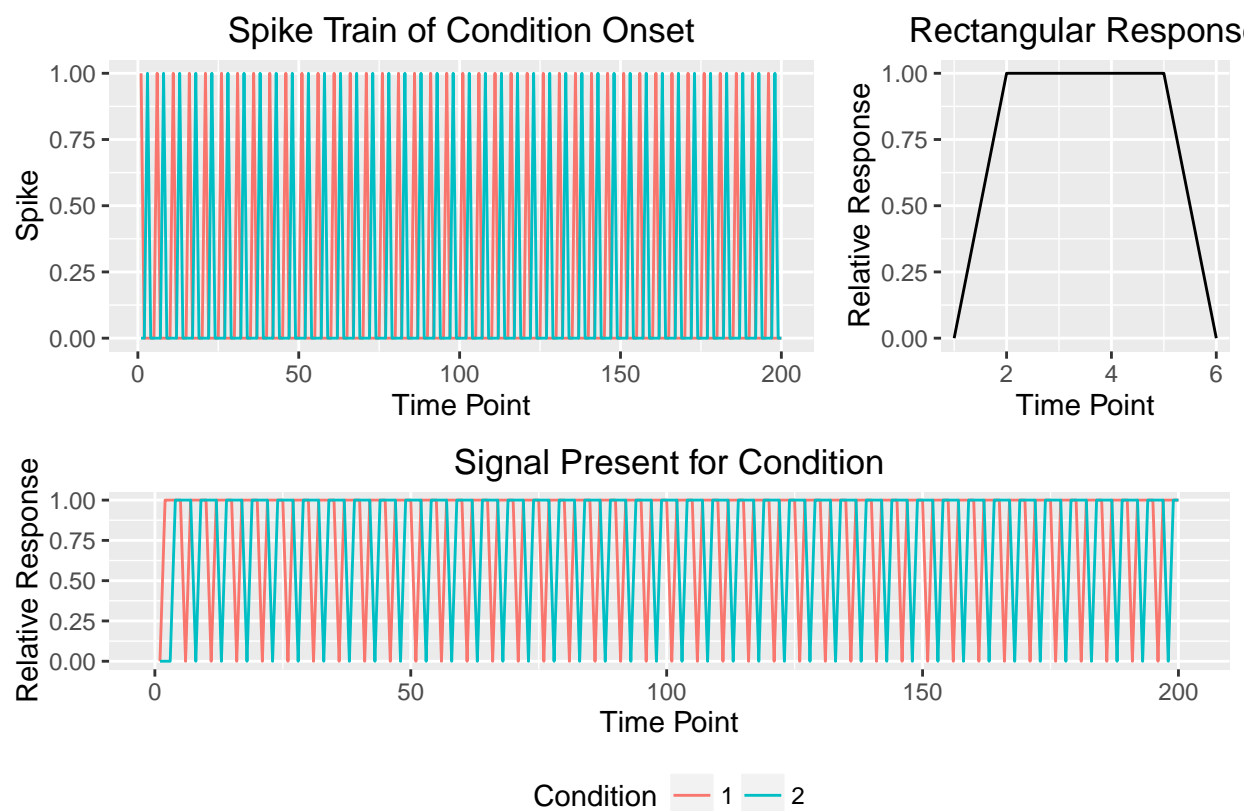 Spike Train of Condition Onset
1.00
0.75
0.50
0.25
0.00
Spike
0 50 100 150 200
Time Point
Rectangular Respons
1.00
0.75
0.50
0.25
0.00
Relative Response
2 4 6
Time Point
Signal Present for Condition
1.00
0.75
0.50
0.25
0.00
Relative Response
0 50 100 150 200
Time Point
Condition 1 2